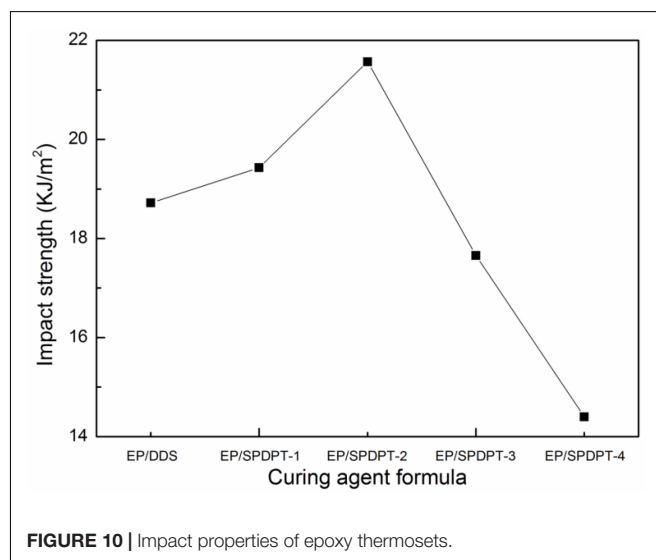 22
20
18
16
14
Impact strength (KJ/m²)
EP/DDS EP/SPDPT-1 EP/SPDPT-2 EP/SPDPT-3 EP/SPDPT-4
Curing agent formula
FIGURE 10 | Impact properties of epoxy thermosets.